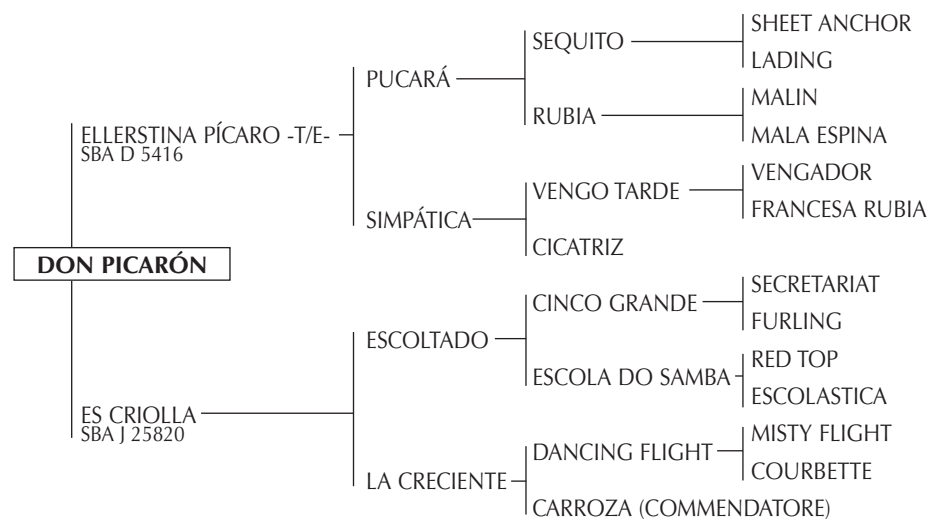 SHEET ANCHOR
SEQUITO
LADING
PUCARÁ
MALIN
RUBIA
MALA ESPINA
ELLERSTINA PÍCARO -T/E-
SBA D 5416
VENGADOR
VENGO TARDE
FRANCESA RUBIA
SIMPÁTICA
CICATRIZ
DON PICARÓN
SECRETARIAT
CINCO GRANDE
FURLING
ESCOLTADO
RED TOP
ESCOLA DO SAMBA
ESCOLASTICA
ES CRIOLLA
SBA J 25820
MISTY FLIGHT
DANCING FLIGHT
COURBETTE
LA CRECIENTE
CARROZA (COMMENDATORE)